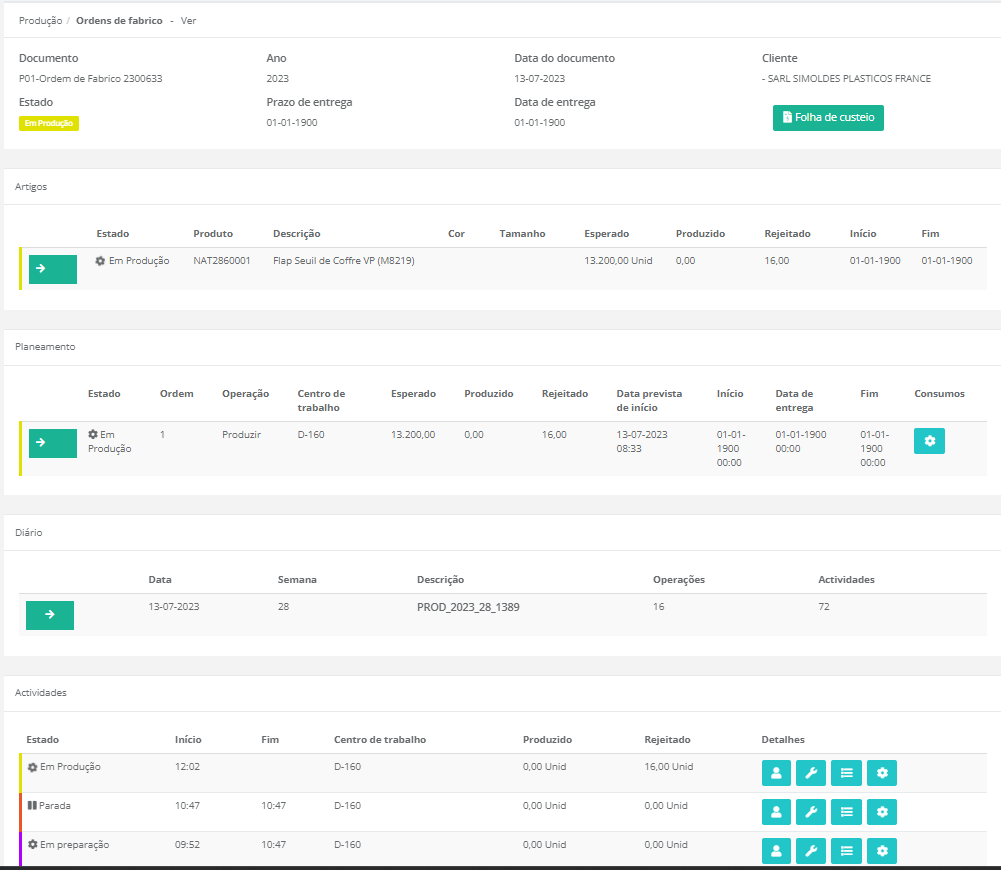 Produção / Ordens de fabrico - Ver
Documento Ano Data do documento Cliente
P01-Ordem de Fabrico 2300633 2023 13-07-2023 - SARL SIMOLDES PLASTICOS FRANCE
Estado Prazo de entrega Data de entrega
Em Produção 01-01-1900 01-01-1900 Folha de custeio
Artigos
Estado Produto Descrição Cor Tamanho Esperado Produzido Rejeitado Início Fim
Em Produção NAT2860001 Flap Seuil de Coffre VP (M8219) 13.200,00 Unid 0,00 16,00 01-01-1900 01-01-1900
Planeamento
Estado Ordem Operação Centro de Esperado Produzido Rejeitado Data prevista Início Data de Fim Consumos
trabalho de início entrega
Em 1 Produzir D-160 13.200,00 0,00 16,00 13-07-2023 01-01- 01-01-1900 01-01-
Produção 08:33 1900 00:00 1900
00:00 00:00
Diário
Data Semana Descrição Operações Actividades
13-07-2023 28 PROD_2023_28_1389 16 72
Actividades
Estado Início Fim Centro de trabalho Produzido Rejeitado Detalhes
Em Produção 12:02 D-160 0,00 Unid 16,00 Unid
Parada 10:47 10:47 D-160 0,00 Unid 0,00 Unid
Em preparação 09:52 10:47 D-160 0,00 Unid 0,00 Unid